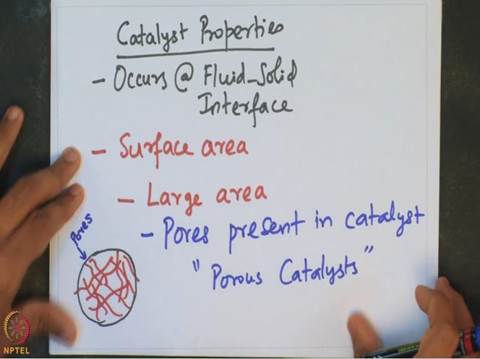 Catalyst Properties
- Occurs @ Fluid-Solid
Interface
- Surface area
- Large area
- Pores present in catalyst
" Porous Catalysts "
Pores
NPTEL